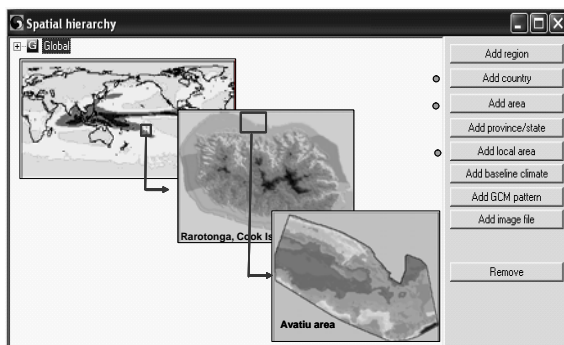 Spatial hierarchy
Global
Add region
Add country
Add area
Add province/state
Add local area
Add baseline climate
Add GCM pattern
Add image file
Remove
Rarotonga, Cook Is
Avatiu area